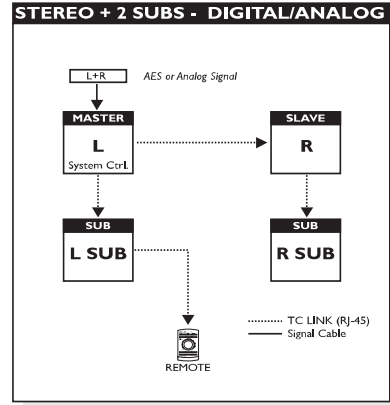 STEREO + 2 SUBS - DIGITAL/ANALOG
L+R AES or Analog Signal
MASTER SLAVE
L R
System Ctrl.
SUB SUB
L SUB R SUB
TC LINK (RJ-45)
Signal Cable
REMOTE